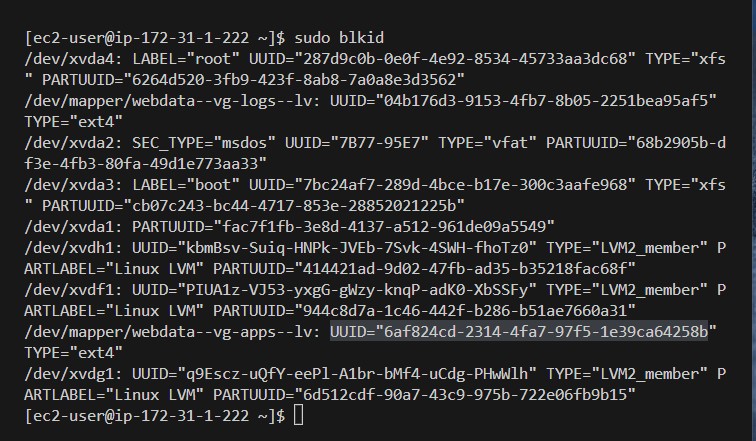 [ec2-user@ip-172-31-1-222 ~]$ sudo blkid
/dev/xvda4: LABEL="root" UUID="287d9c0b-0e0f-4e92-8534-45733aa3dc68" TYPE="xfs
" PARTUUID="6264d520-3fb9-423f-8ab8-7a0a8e3d3562"
/dev/mapper/webdata--vg-logs--lv: UUID="04b176d3-9153-4fb7-8b05-2251bea95af5"
TYPE="ext4"
/dev/xvda2: SEC_TYPE="msdos" UUID="7B77-95E7" TYPE="vfat" PARTUUID="68b2905b-d
f3e-4fb3-80fa-49d1e773aa33"
/dev/xvda3: LABEL="boot" UUID="7bc24af7-289d-4bce-b17e-300c3aafe968" TYPE="xfs
" PARTUUID="cb07c243-bc44-4717-853e-28852021225b"
/dev/xvda1: PARTUUID="fac7f1fb-3e8d-4137-a512-961de09a5549"
/dev/xvdh1: UUID="kbmBsv-Suiq-HNPk-JVEb-7Svk-4SWH-fhoTz0" TYPE="LVM2_member" P
ARTLABEL="Linux LVM" PARTUUID="414421ad-9d02-47fb-ad35-b35218fac68f"
/dev/xvdf1: UUID="PIUA1z-VJ53-yxgG-gWzy-knqP-adK0-XbSSFy" TYPE="LVM2_member" P
ARTLABEL="Linux LVM" PARTUUID="944c8d7a-1c46-442f-b286-b51ae7660a31"
/dev/mapper/webdata--vg-apps--lv: UUID="6af824cd-2314-4fa7-97f5-1e39ca64258b"
TYPE="ext4"
/dev/xvdg1: UUID="q9Escz-uQfY-eePl-A1br-bMf4-uCdg-PHwWlh" TYPE="LVM2_member" P
ARTLABEL="Linux LVM" PARTUUID="6d512cdf-90a7-43c9-975b-722e06fb9b15"
[ec2-user@ip-172-31-1-222 ~]$